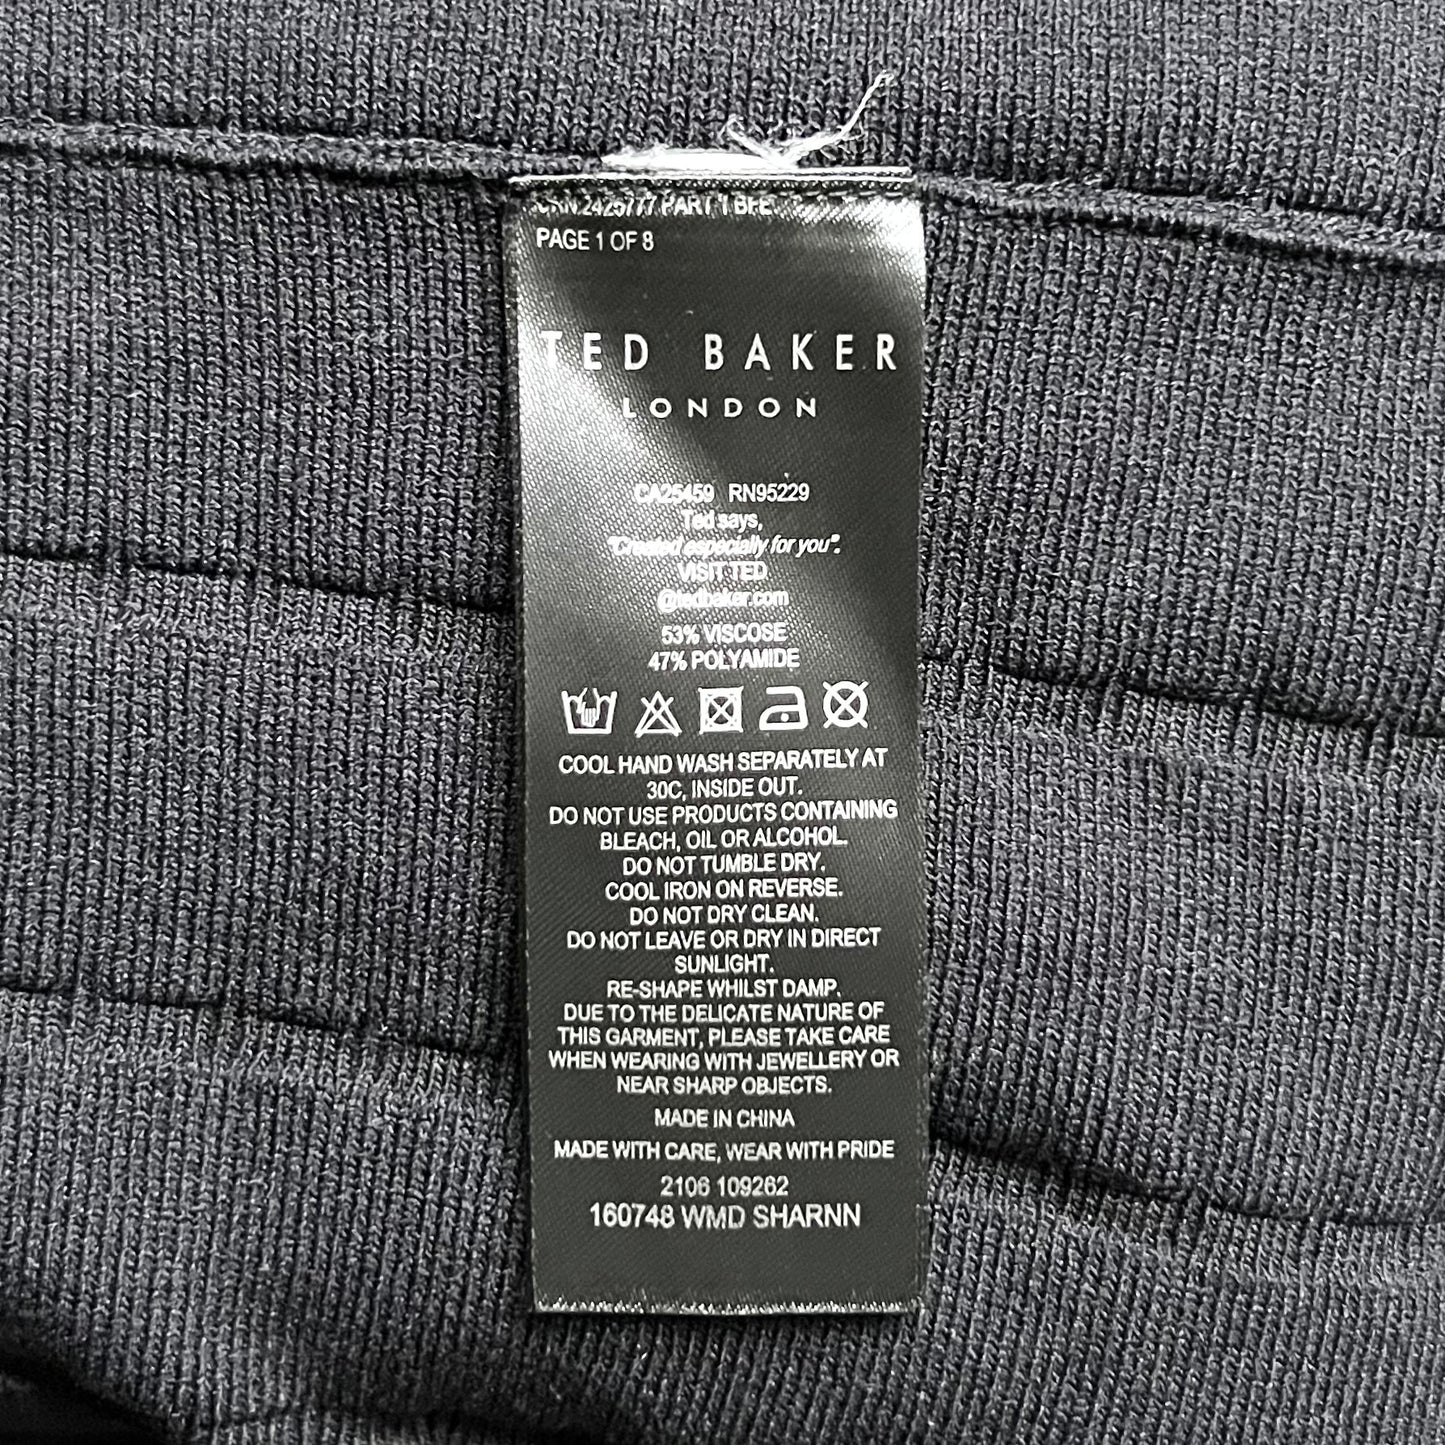 2425777 PART 1
PAGE 1 OF 8
TED BAKER
LONDON
CA25459 RN95229
Ted says,
"Created especially for you".
VISIT TED
@tedbaker.com
53% VISCOSE
47% POLYAMIDE
COOL HAND WASH SEPARATELY AT
30C, INSIDE OUT.
DO NOT USE PRODUCTS CONTAINING
BLEACH, OIL OR ALCOHOL.
DO NOT TUMBLE DRY.
COOL IRON ON REVERSE.
DO NOT DRY CLEAN.
DO NOT LEAVE OR DRY IN DIRECT
SUNLIGHT.
RE-SHAPE WHILST DAMP.
DUE TO THE DELICATE NATURE OF
THIS GARMENT, PLEASE TAKE CARE
WHEN WEARING WITH JEWELLERY OR
NEAR SHARP OBJECTS.
MADE IN CHINA
MADE WITH CARE, WEAR WITH PRIDE
2106 109262
160748 WMD SHARNN